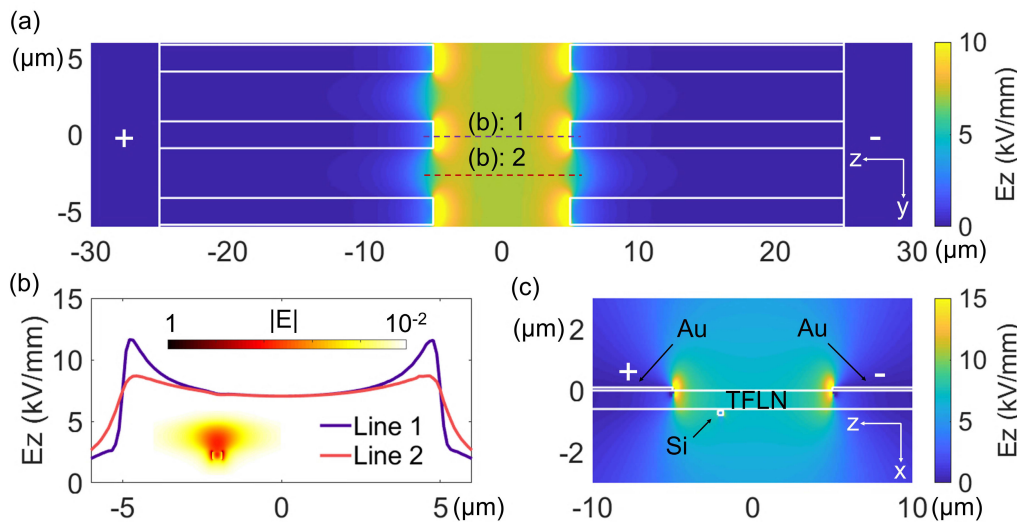 (a)
(μm)
5
0
-5
+
-
(b): 1
(b): 2
z
y
-30 -20 -10 0 10 20 30 (μm)
10
5
0
Ez (kV/mm)
(b)
15
10
5
0
Ez (kV/mm)
1 |E| 10-2
Line 1
Line 2
-5 0 5 (μm)
(c)
(μm)
2
0
-2
Au Au
+ -
TFLN
Si
z
x
-10 0 10 (μm)
15
10
5
0
Ez (kV/mm)